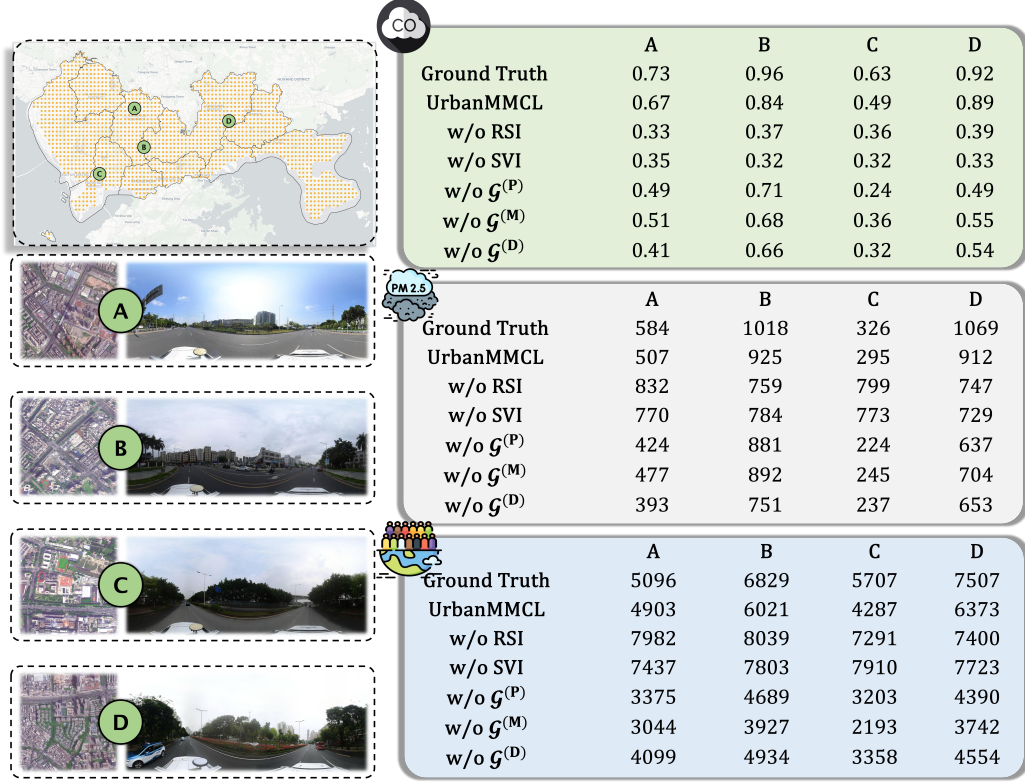 CO
A B C D
Ground Truth 0.73 0.96 0.63 0.92
UrbanMMCL 0.67 0.84 0.49 0.89
w/o RSI 0.33 0.37 0.36 0.39
w/o SVI 0.35 0.32 0.32 0.33
w/o 𝓖(P) 0.49 0.71 0.24 0.49
w/o 𝓖(M) 0.51 0.68 0.36 0.55
w/o 𝓖(D) 0.41 0.66 0.32 0.54
A
B
C
D
A
B
C
D
PM 2.5
A B C D
Ground Truth 584 1018 326 1069
UrbanMMCL 507 925 295 912
w/o RSI 832 759 799 747
w/o SVI 770 784 773 729
w/o 𝓖(P) 424 881 224 637
w/o 𝓖(M) 477 892 245 704
w/o 𝓖(D) 393 751 237 653
A B C D
Ground Truth 5096 6829 5707 7507
UrbanMMCL 4903 6021 4287 6373
w/o RSI 7982 8039 7291 7400
w/o SVI 7437 7803 7910 7723
w/o 𝓖(P) 3375 4689 3203 4390
w/o 𝓖(M) 3044 3927 2193 3742
w/o 𝓖(D) 4099 4934 3358 4554